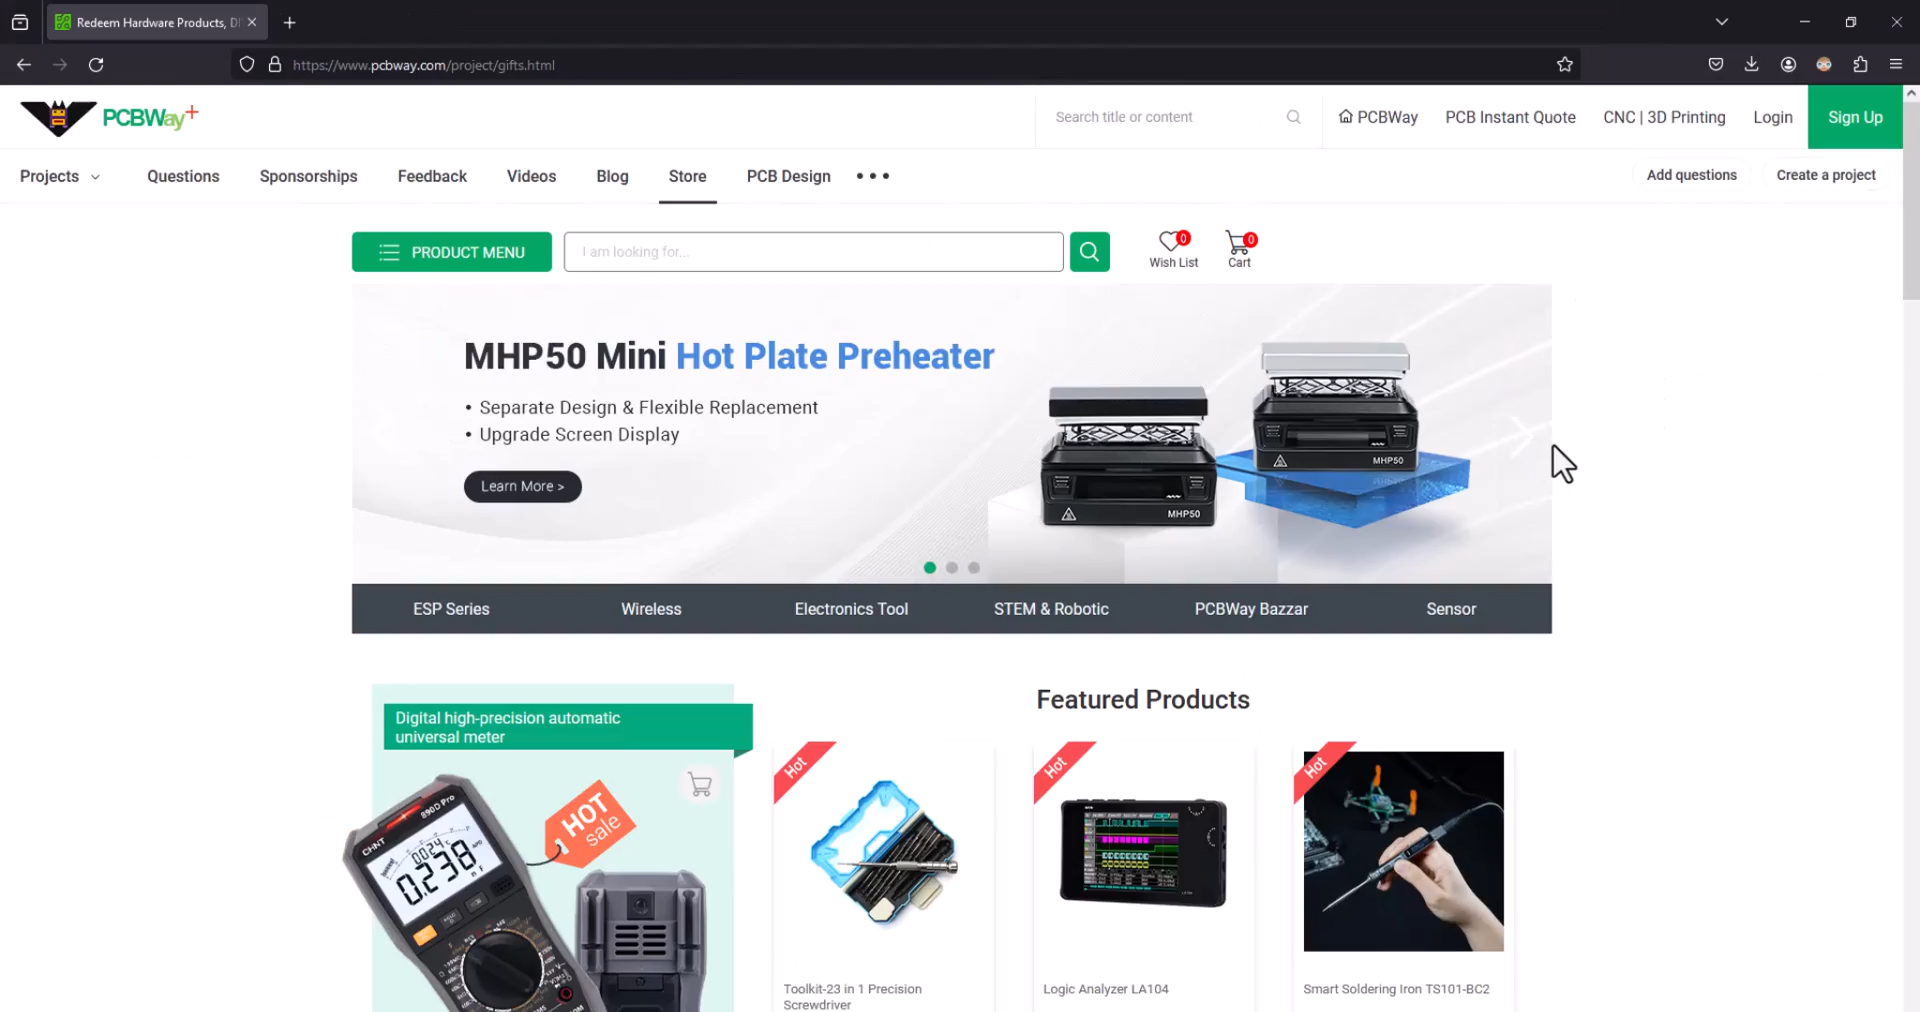 Redeem Hardware Products, D
https://www.pcbway.com/project/gifts.html
PCBWay+
Search title or content
PCBWay
PCB Instant Quote
CNC | 3D Printing
Login
Sign Up
Projects
Questions
Sponsorships
Feedback
Videos
Blog
Store
PCB Design
•••
Add questions
Create a project
PRODUCT MENU
I am looking for...
0
Wish List
0
Cart
MHP50 Mini Hot Plate Preheater
• Separate Design & Flexible Replacement
• Upgrade Screen Display
Learn More >
MHP50
MHP50
ESP Series
Wireless
Electronics Tool
STEM & Robotic
PCBWay Bazzar
Sensor
Digital high-precision automatic
universal meter
Featured Products
Hot
Hot
Hot
CHNT
890D Pro
0024
0.238
HOT
sale
Toolkit-23 in 1 Precision
Screwdriver
Logic Analyzer LA104
Smart Soldering Iron TS101-BC2